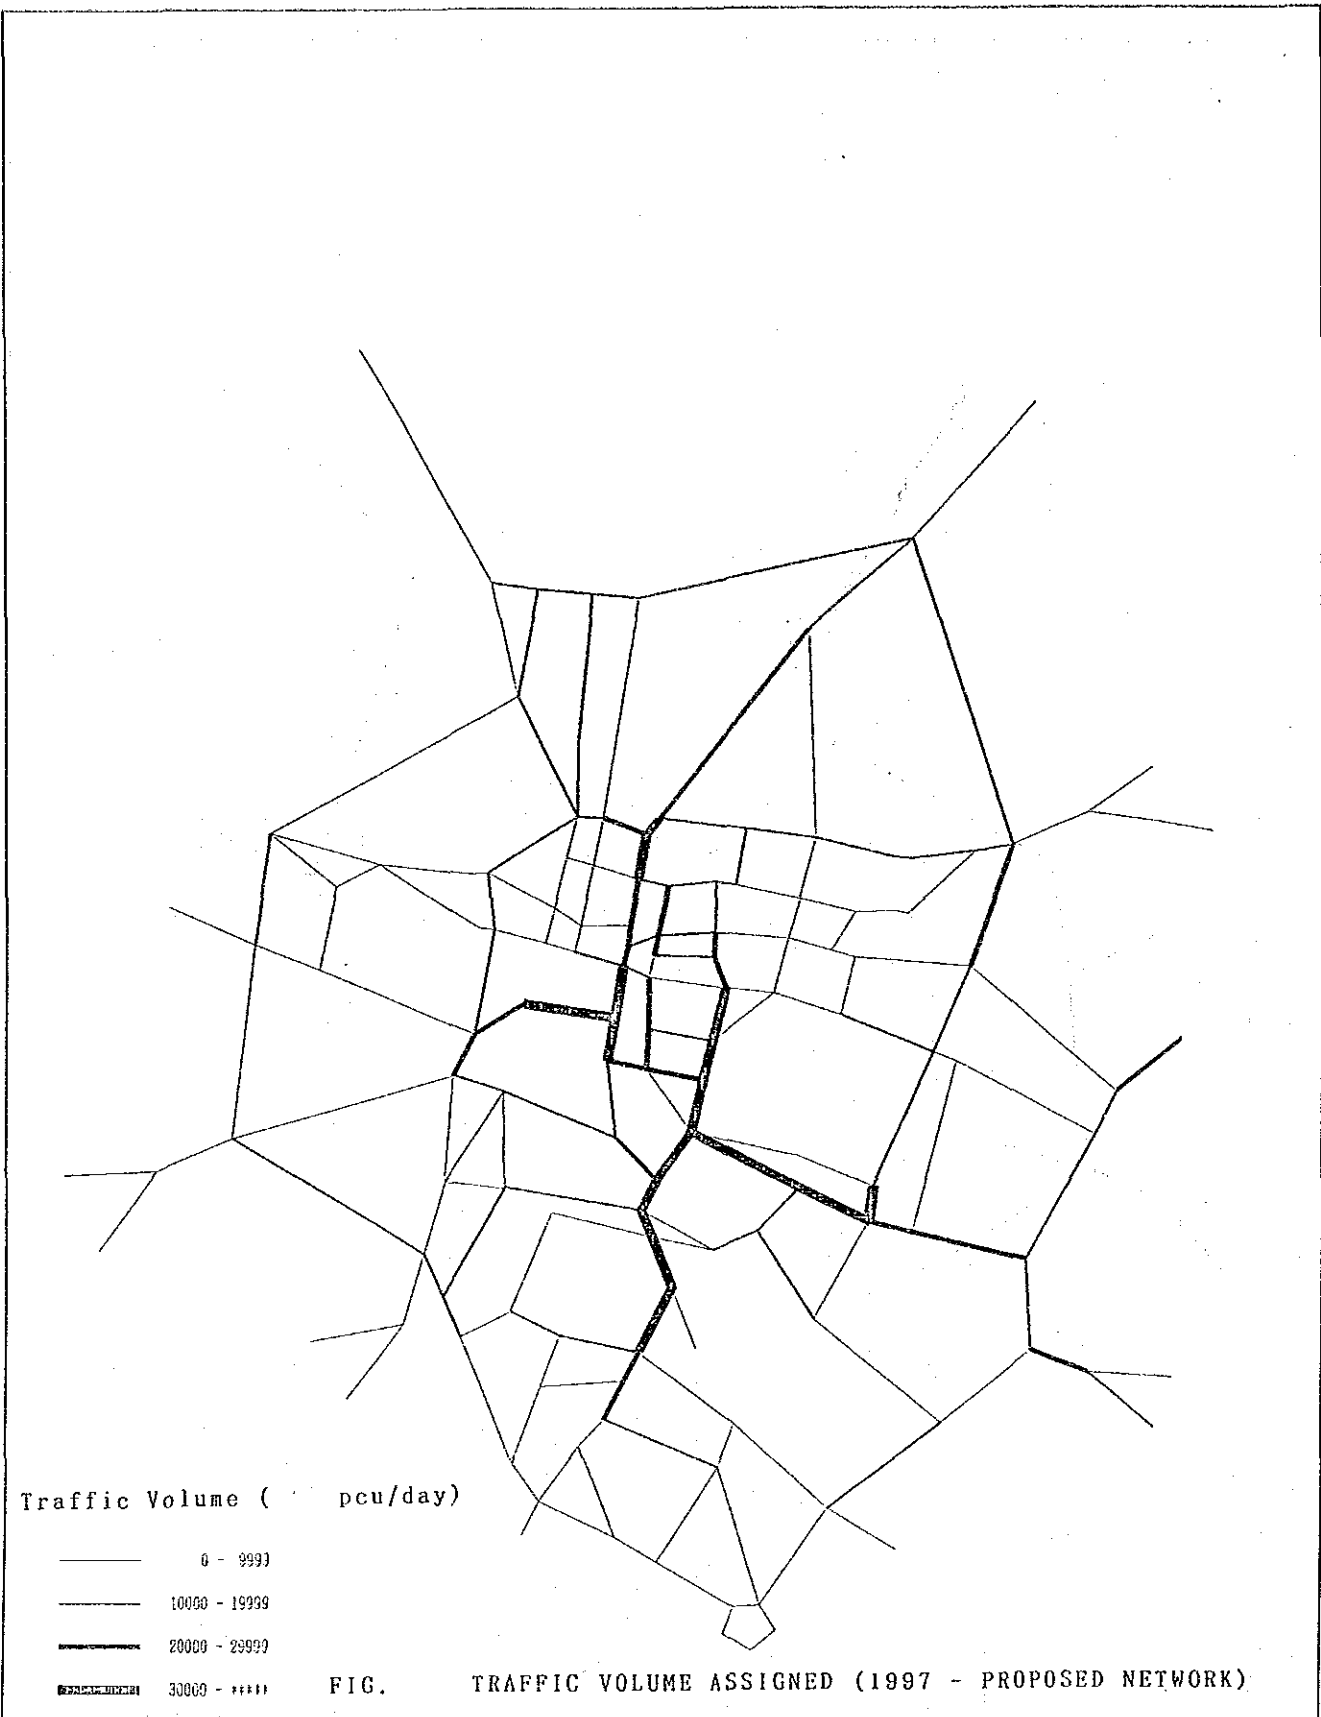 Traffic Volume ( pcu/day)
0 - 9999
10000 - 19999
20000 - 29999
30000 - *****
FIG. TRAFFIC VOLUME ASSIGNED (1997 - PROPOSED NETWORK)